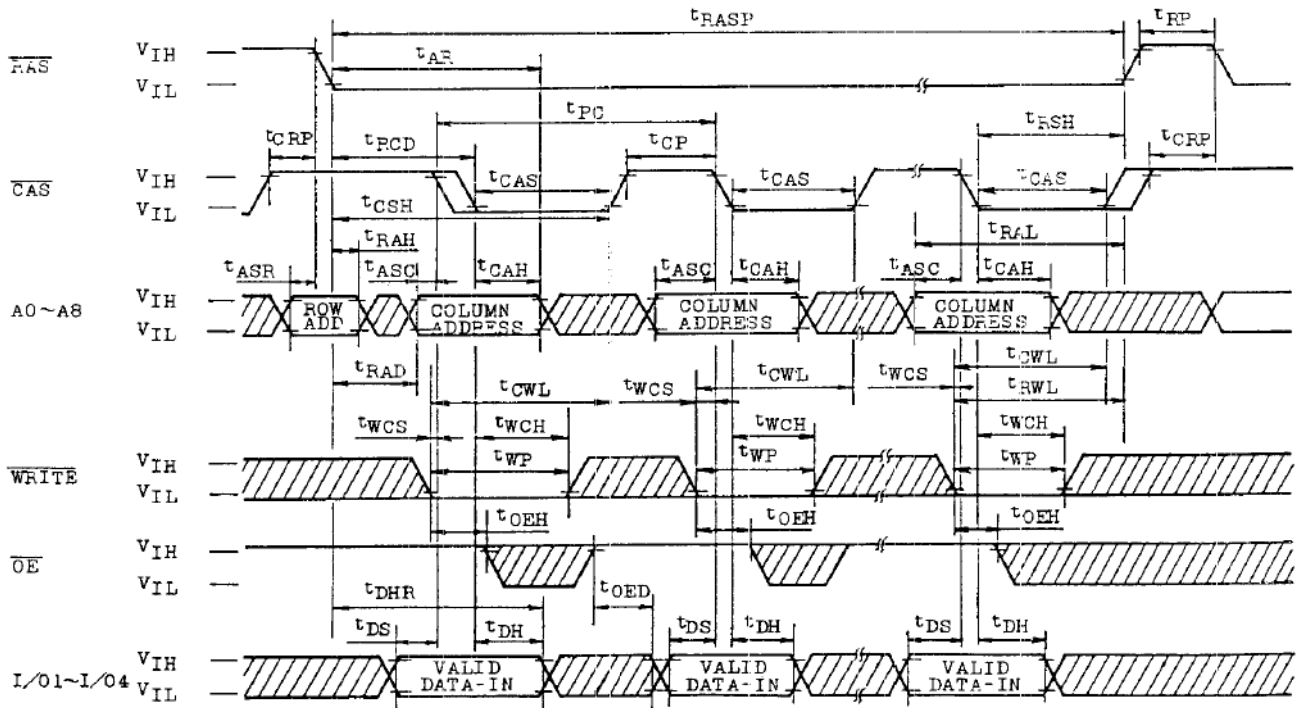 tRASP tRP
RAS VIH
VIL
tAR
tPC
tCRP tRCD tCP tRSH tCRP
CAS VIH
VIL
tCAS tCAS tCAS
tCSH
tRAH tRAL
tASR tASC tCAH tASC tCAH tASC tCAH
A0~A8 VIH
VIL
ROW ADD
COLUMN ADDRESS
COLUMN ADDRESS
COLUMN ADDRESS
tRAD tCWL tWCS tCWL tWCS tCWL
tRWL
tWCS tWCH tWCH tWCH
WRITE VIH
VIL
tWP tWP tWP
tOEH tOEH tOEH
OE VIH
VIL
tDHR tOED
tDS tDH tDS tDH tDS tDH
I/O1~I/O4 VIH
VIL
VALID DATA-IN
VALID DATA-IN
VALID DATA-IN